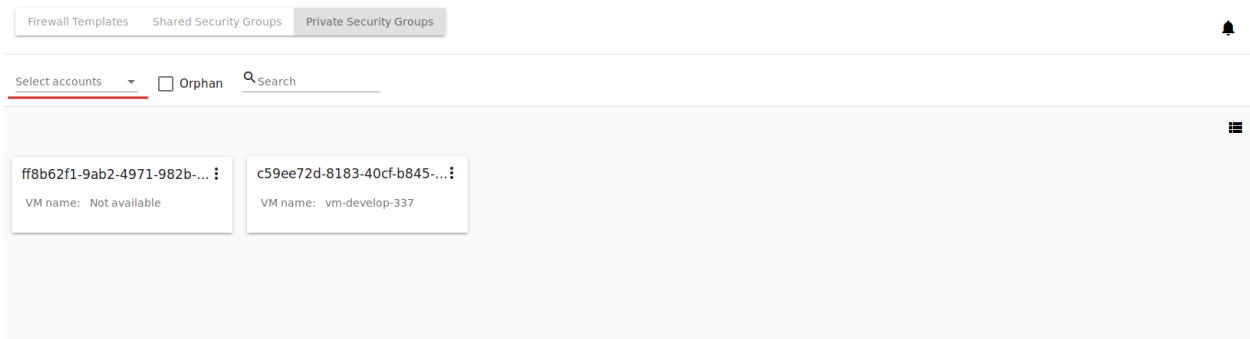 Firewall Templates Shared Security Groups Private Security Groups
Select accounts Orphan Search
ff8b62f1-9ab2-4971-982b-...
VM name: Not available
c59ee72d-8183-40cf-b845-...
VM name: vm-develop-337